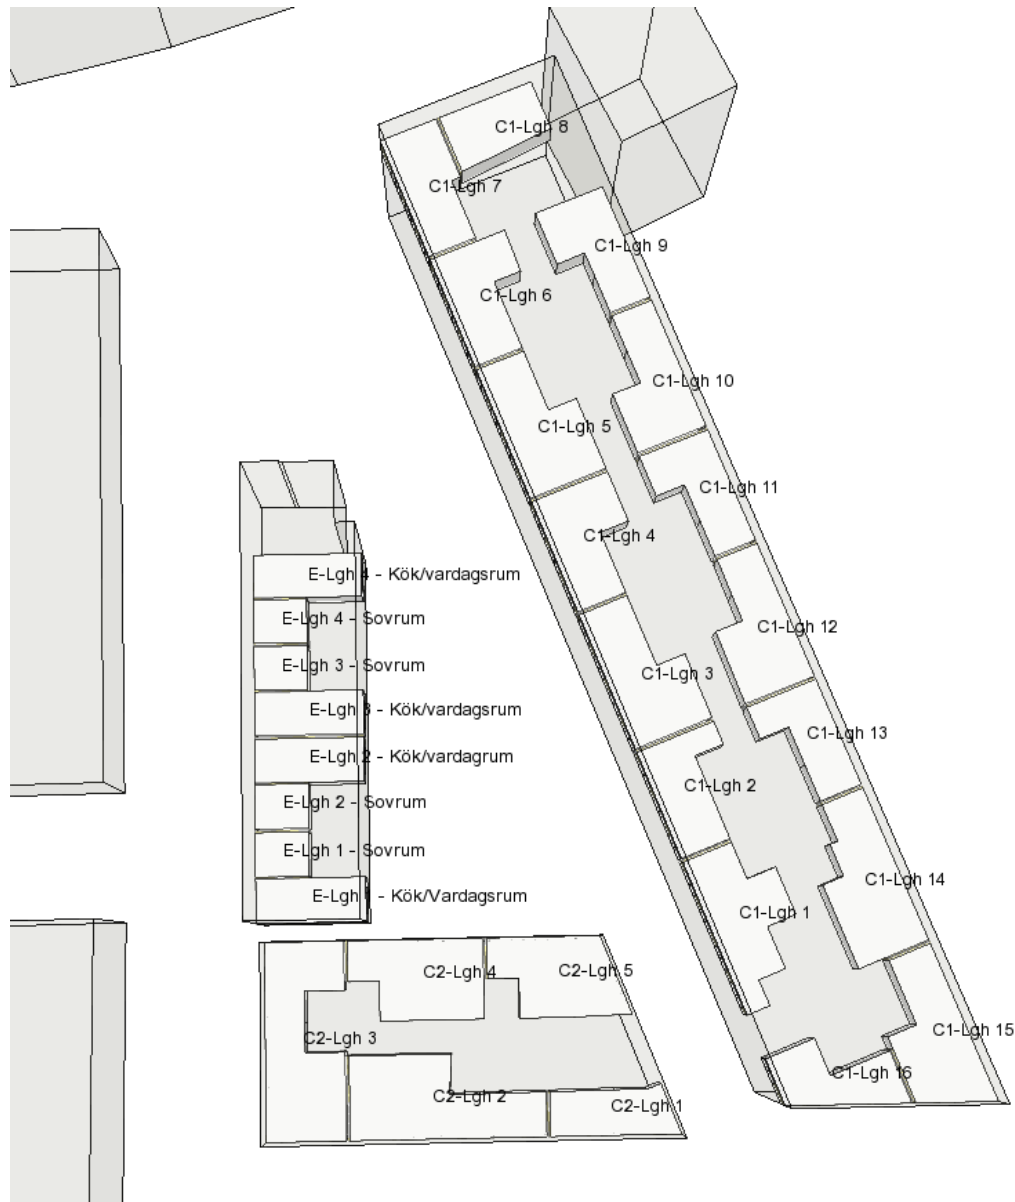 C1-Lgh 8
C1-Lgh 7
C1-Lgh 9
C1-Lgh 6
C1-Lgh 10
C1-Lgh 5
C1-Lgh 11
C1-Lgh 4
E-Lgh 4 - Kök/vardagsrum
E-Lgh 4 - Sovrum
C1-Lgh 12
E-Lgh 3 - Sovrum
C1-Lgh 3
E-Lgh 3 - Kök/vardagsrum
C1-Lgh 13
E-Lgh 2 - Kök/vardagrum
C1-Lgh 2
E-Lgh 2 - Sovrum
E-Lgh 1 - Sovrum
C1-Lgh 14
E-Lgh 1 - Kök/Vardagsrum
C1-Lgh 1
C2-Lgh 4
C2-Lgh 5
C2-Lgh 3
C1-Lgh 15
C1-Lgh 16
C2-Lgh 2
C2-Lgh 1